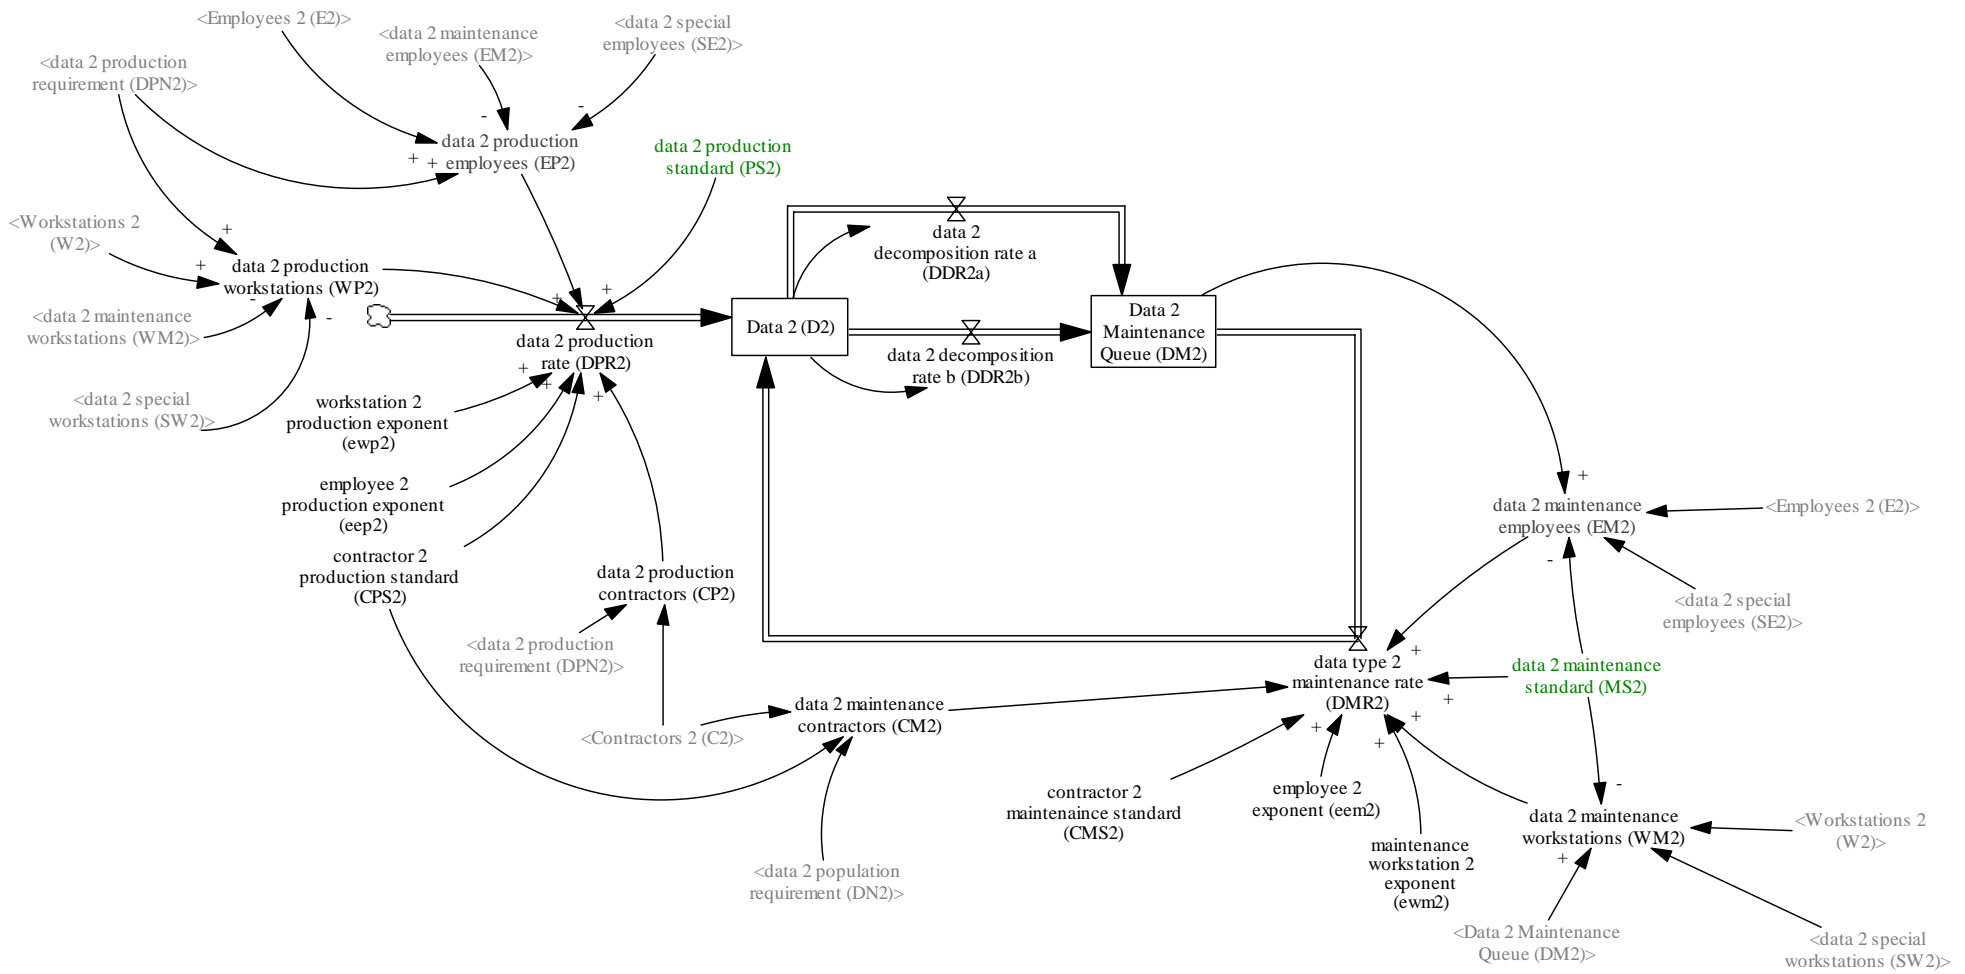 <Employees 2 (E2)>
<data 2 maintenance
employees (EM2)>
<data 2 special
employees (SE2)>
<data 2 production
requirement (DPN2)>
-
-
data 2 production
employees (EP2)
+
+
data 2 production
standard (PS2)
<Workstations 2
(W2)>
+
+
data 2 production
workstations (WP2)
-
-
<data 2 maintenance
workstations (WM2)>
<data 2 special
workstations (SW2)>
+
+
data 2 production
rate (DPR2)
+
+
+
data 2
decomposition rate a
(DDR2a)
Data 2 (D2)
data 2 decomposition
rate b (DDR2b)
Data 2
Maintenance
Queue (DM2)
workstation 2
production exponent
(ewp2)
employee 2
production exponent
(eep2)
contractor 2
production standard
(CPS2)
data 2 production
contractors (CP2)
<data 2 production
requirement (DPN2)>
<Contractors 2 (C2)>
data 2 maintenance
contractors (CM2)
<data 2 population
requirement (DN2)>
+
data 2 maintenance
employees (EM2)
-
<Employees 2 (E2)>
<data 2 special
employees (SE2)>
data 2 maintenance
standard (MS2)
+
data type 2
maintenance rate
(DMR2)
+
+
+
+
contractor 2
maintenaince standard
(CMS2)
employee 2
exponent (eem2)
maintenance
workstation 2
exponent
(ewm2)
-
data 2 maintenance
workstations (WM2)
+
<Workstations 2
(W2)>
<Data 2 Maintenance
Queue (DM2)>
<data 2 special
workstations (SW2)>